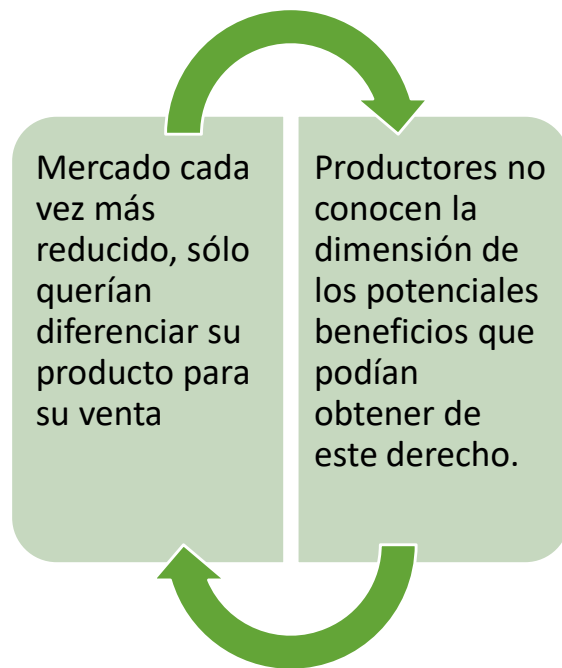 Mercado cada
vez más
reducido, sólo
querían
diferenciar su
producto para
su venta
Productores no
conocen la
dimensión de
los potenciales
beneficios que
podían
obtener de
este derecho.